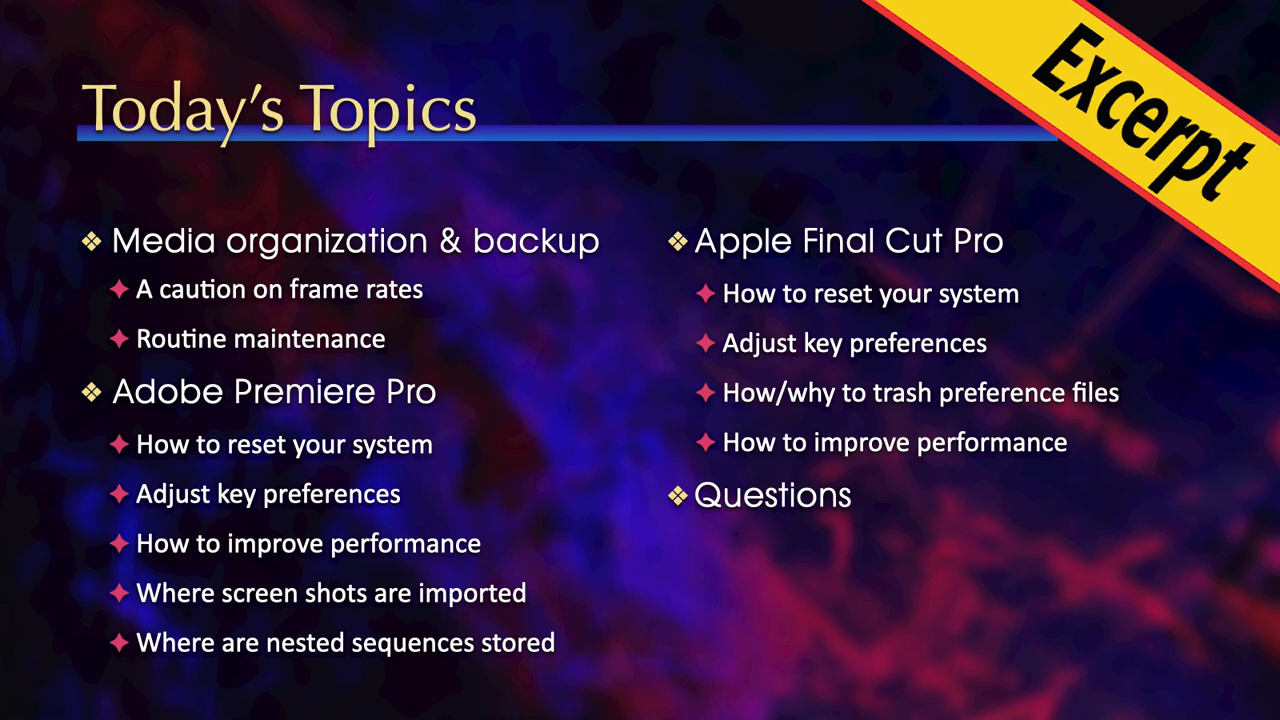 Today's Topics
Excerpt
Media organization & backup
A caution on frame rates
Routine maintenance
Adobe Premiere Pro
How to reset your system
Adjust key preferences
How to improve performance
Where screen shots are imported
Where are nested sequences stored
Apple Final Cut Pro
How to reset your system
Adjust key preferences
How/why to trash preference files
How to improve performance
Questions